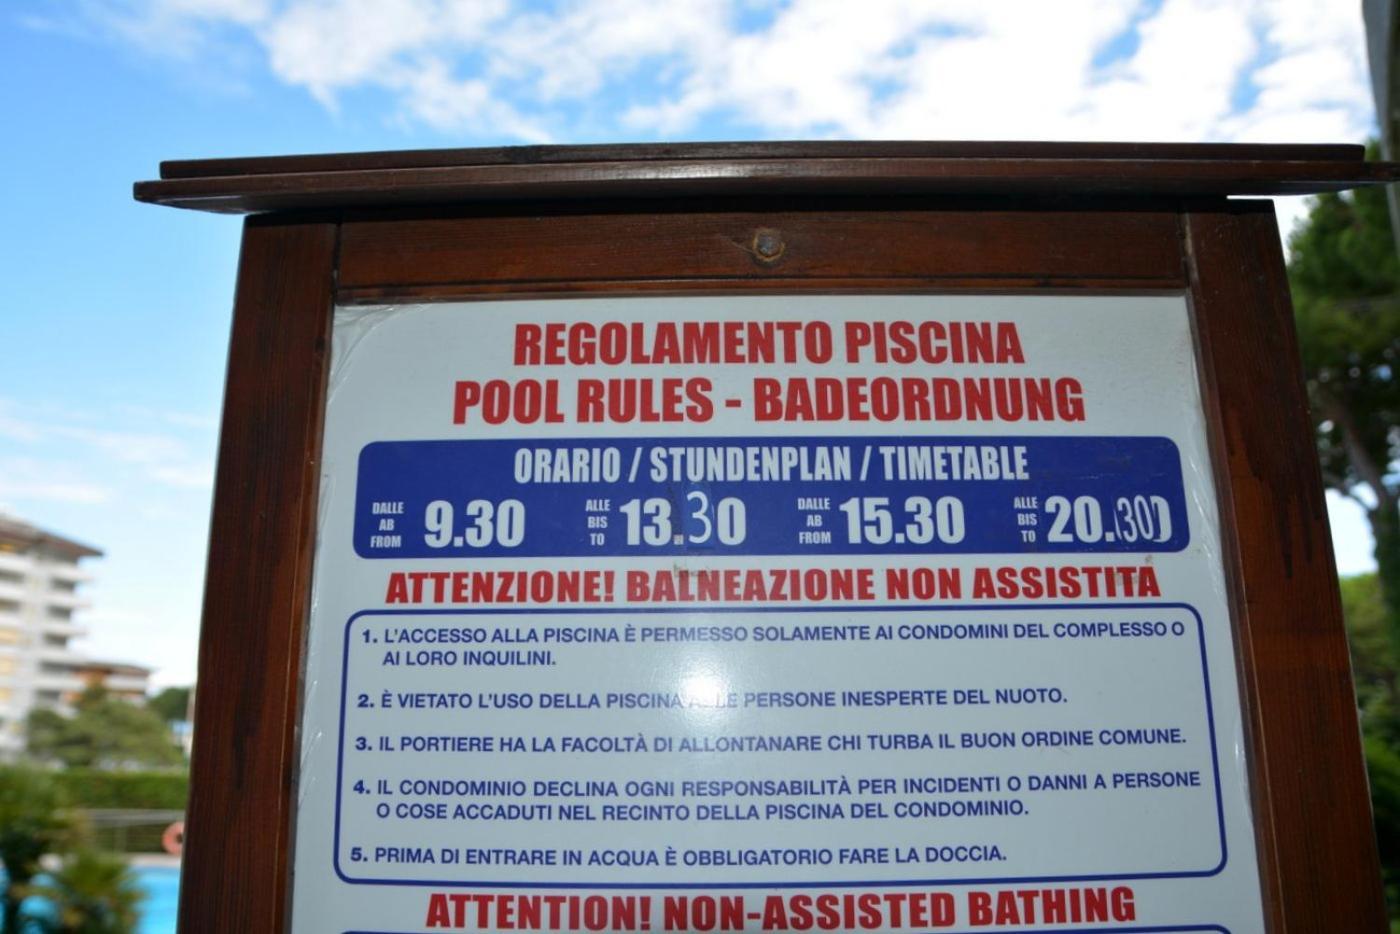 REGOLAMENTO PISCINA
POOL RULES - BADEORDNUNG
ORARIO / STUNDENPLAN / TIMETABLE
DALLE AB FROM 9.30 ALLE BIS TO 13.30 DALLE AB FROM 15.30 ALLE BIS TO 20.(30)
ATTENZIONE! BALNEAZIONE NON ASSISTITA
1. L'ACCESSO ALLA PISCINA È PERMESSO SOLAMENTE AI CONDOMINI DEL COMPLESSO O
AI LORO INQUILINI.
2. È VIETATO L'USO DELLA PISCINA ALLE PERSONE INESPERTE DEL NUOTO.
3. IL PORTIERE HA LA FACOLTÀ DI ALLONTANARE CHI TURBA IL BUON ORDINE COMUNE.
4. IL CONDOMINIO DECLINA OGNI RESPONSABILITÀ PER INCIDENTI O DANNI A PERSONE
O COSE ACCADUTI NEL RECINTO DELLA PISCINA DEL CONDOMINIO.
5. PRIMA DI ENTRARE IN ACQUA È OBBLIGATORIO FARE LA DOCCIA.
ATTENTION! NON-ASSISTED BATHING